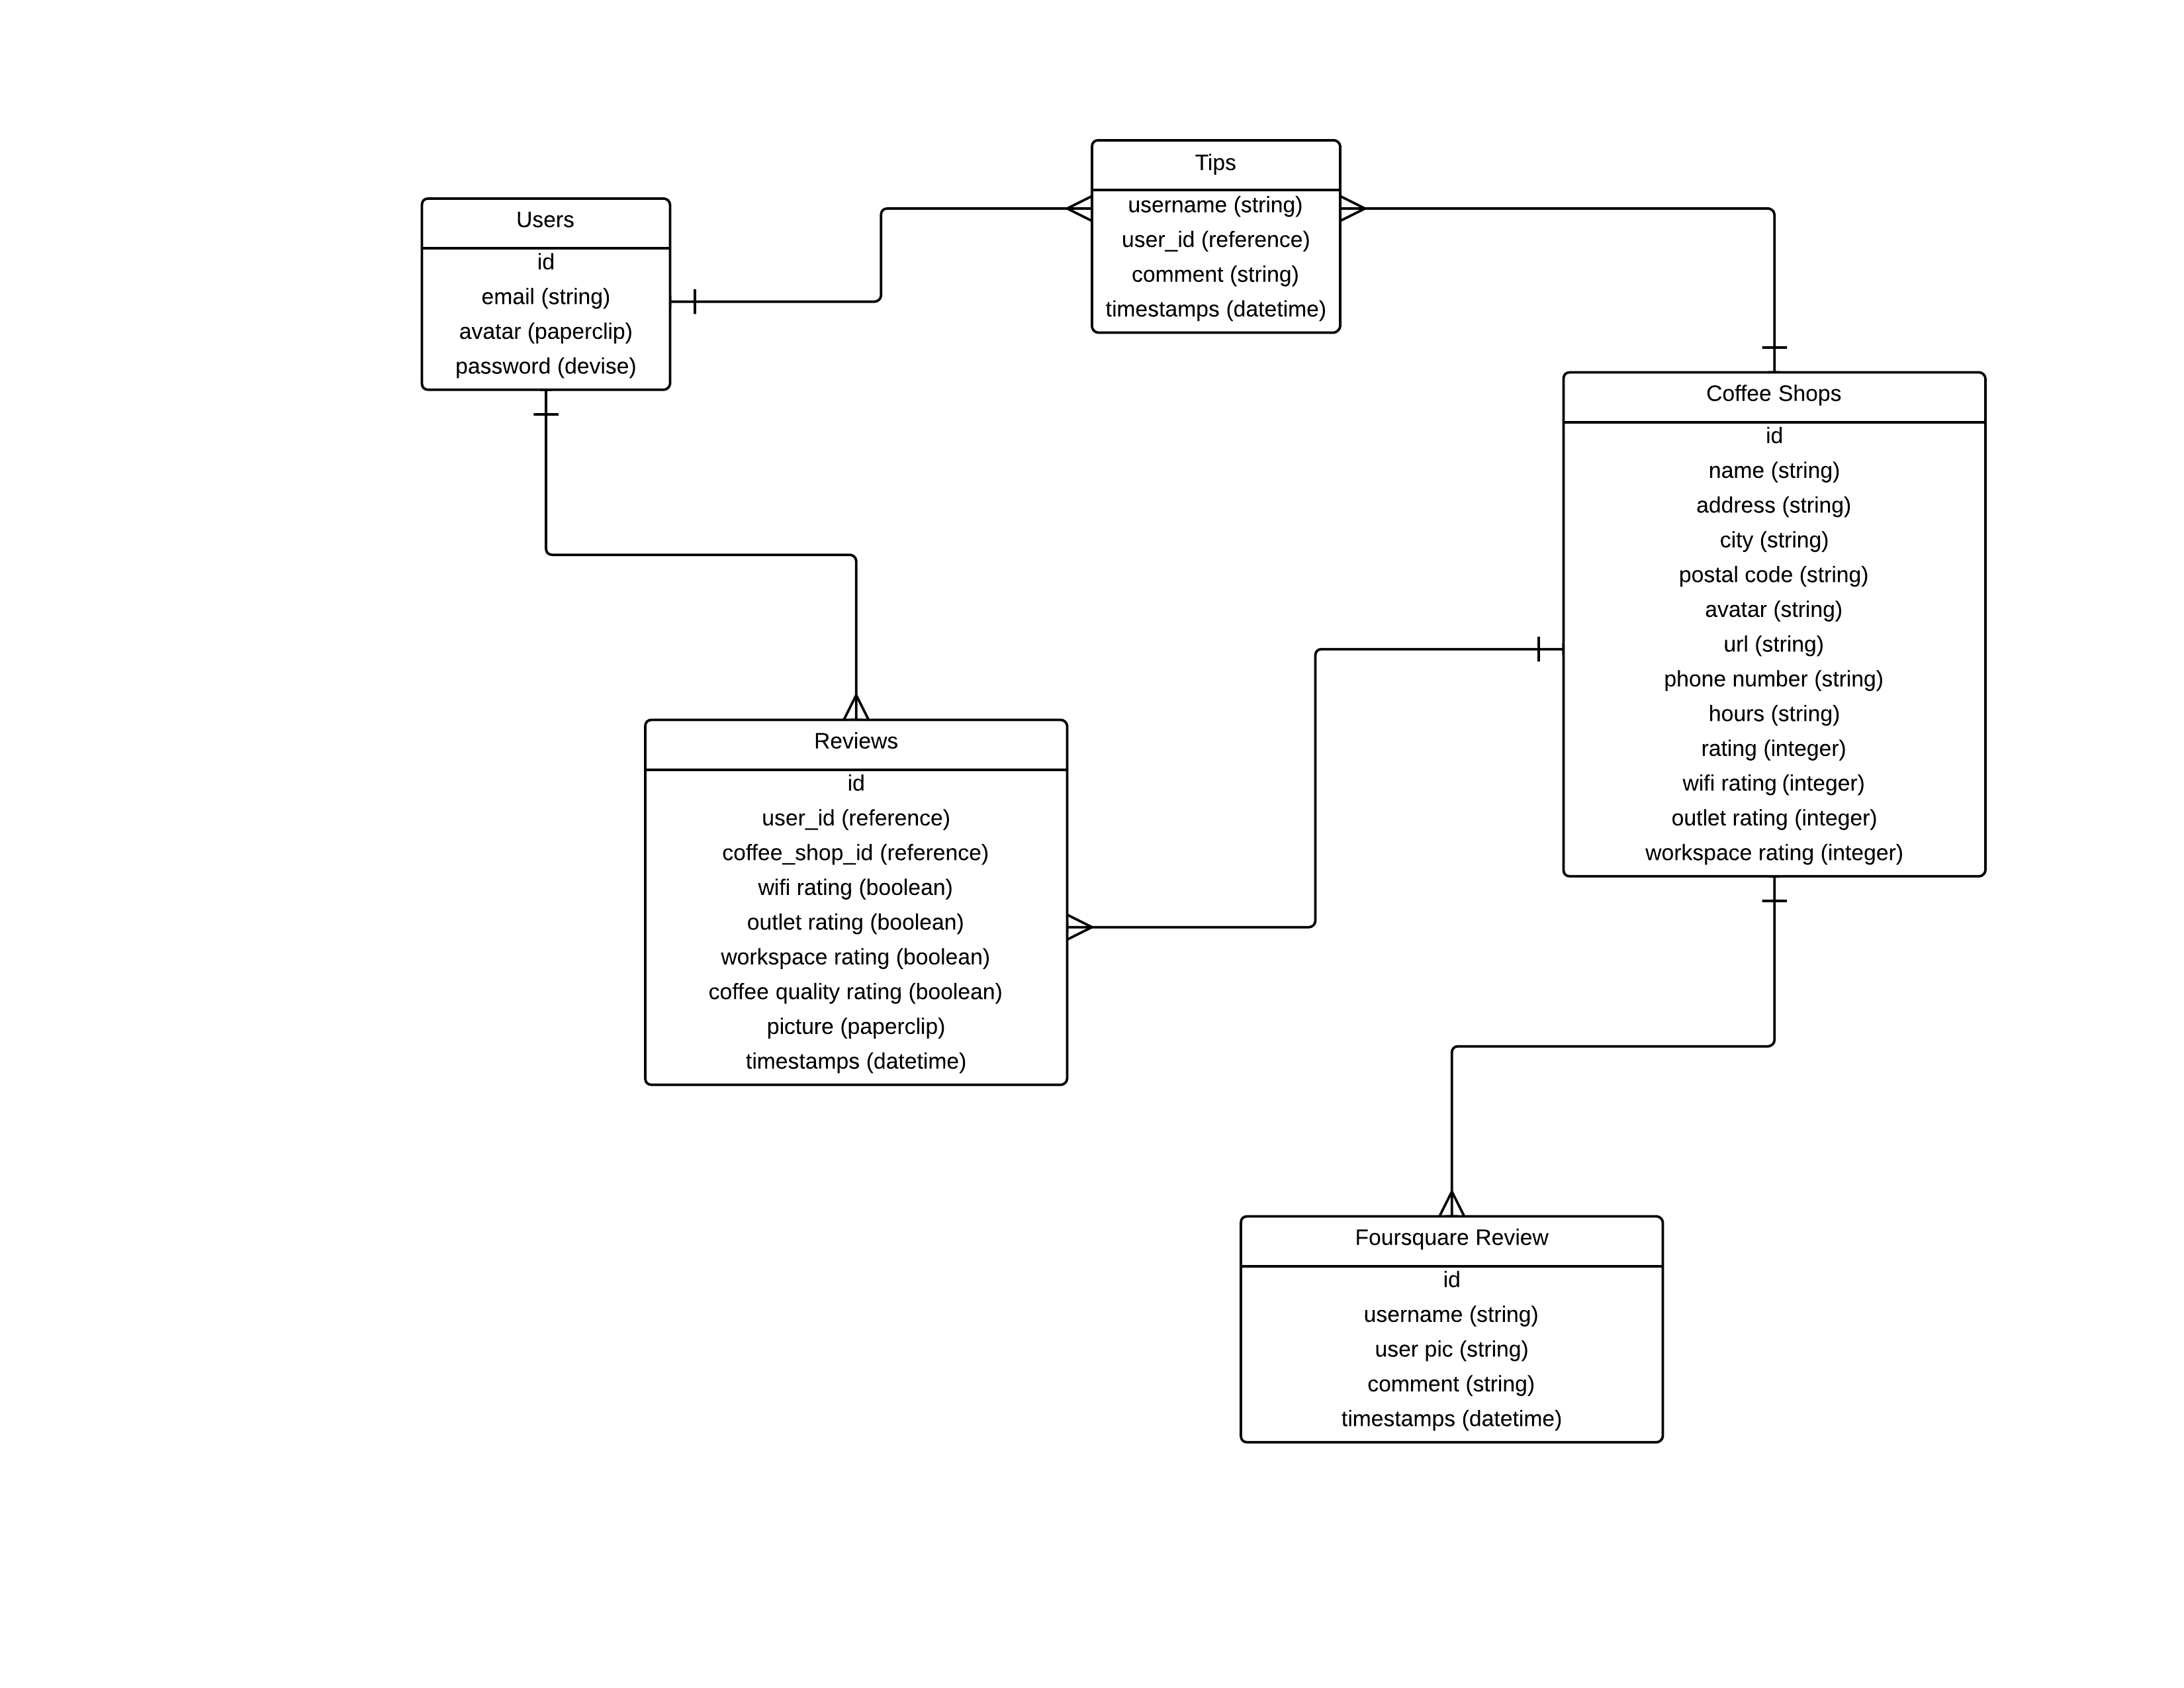 Tips
username (string)
user_id (reference)
comment (string)
timestamps (datetime)
Users
id
email (string)
avatar (paperclip)
password (devise)
Coffee Shops
id
name (string)
address (string)
city (string)
postal code (string)
avatar (string)
url (string)
phone number (string)
hours (string)
rating (integer)
wifi rating (integer)
outlet rating (integer)
workspace rating (integer)
Reviews
id
user_id (reference)
coffee_shop_id (reference)
wifi rating (boolean)
outlet rating (boolean)
workspace rating (boolean)
coffee quality rating (boolean)
picture (paperclip)
timestamps (datetime)
Foursquare Review
id
username (string)
user pic (string)
comment (string)
timestamps (datetime)